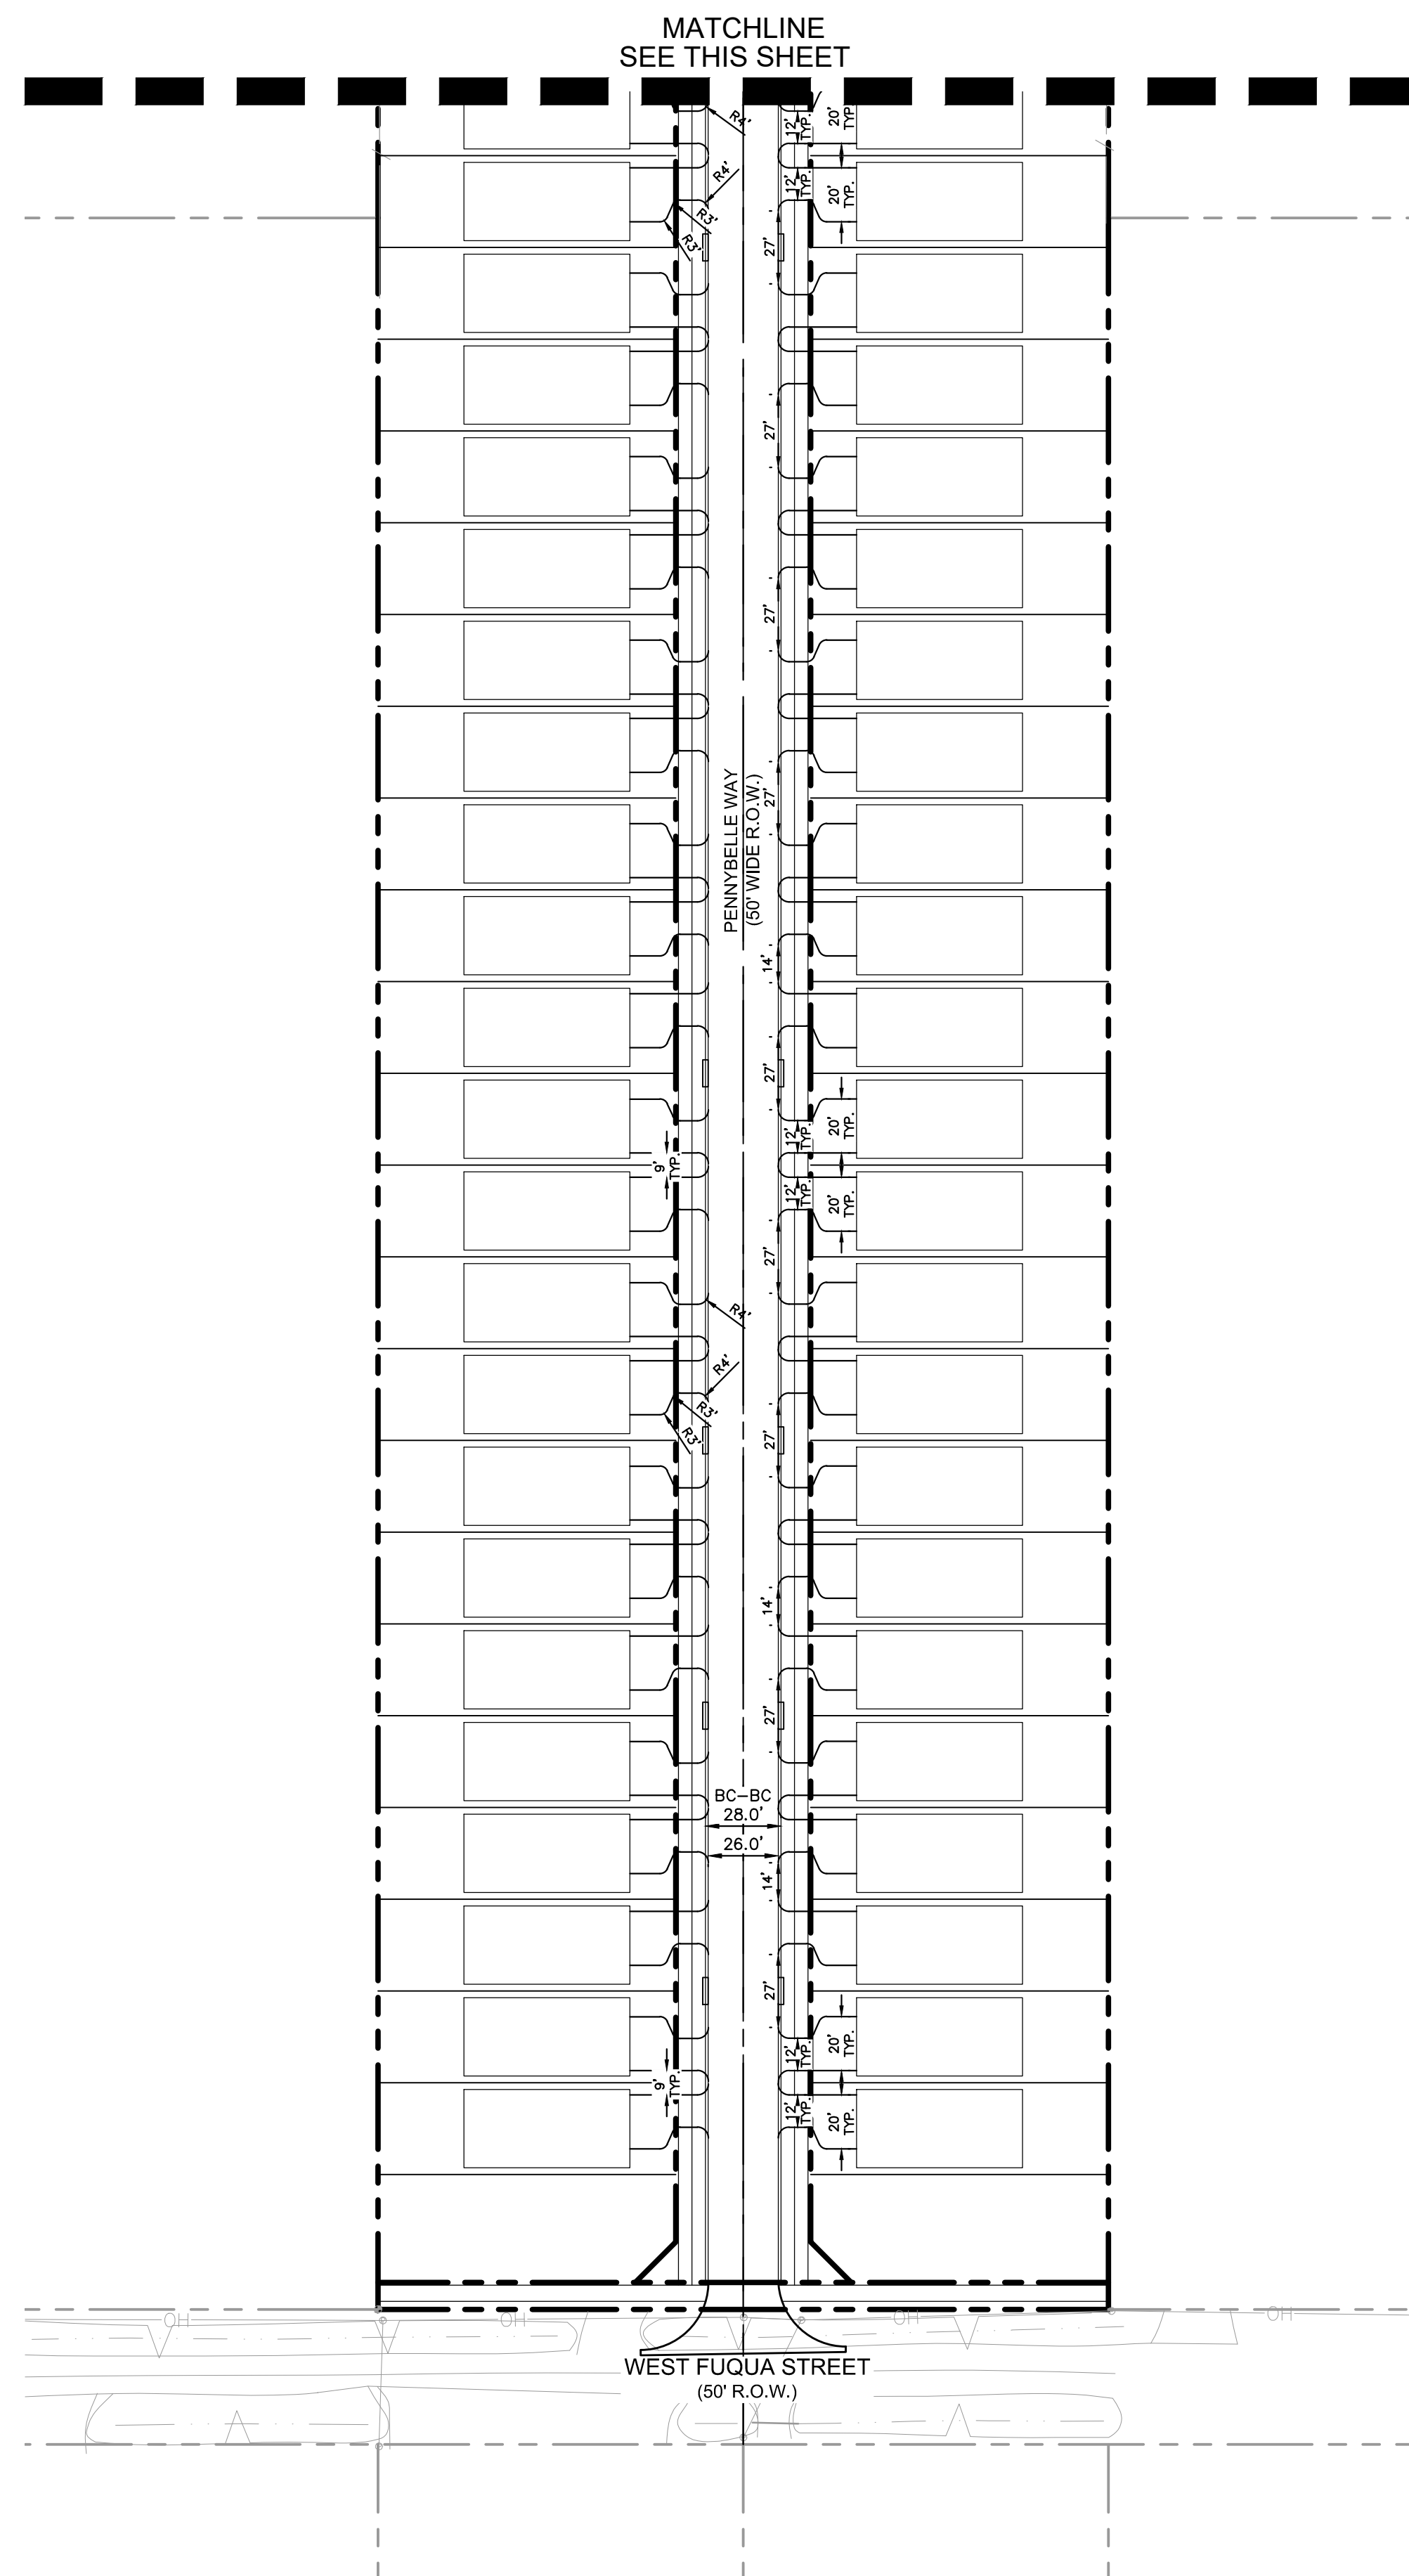 MATCHLINE
SEE THIS SHEET
R4'
12'
TYP.
20'
TYP.
R4'
12'
TYP.
20'
TYP.
R3'
R3'
27'
27'
27'
PENNYBELLE WAY
(50' WIDE R.O.W.)
27'
14'
27'
20'
TYP.
12'
TYP.
9'
TYP.
12'
TYP.
20'
TYP.
27'
R4'
R4'
R3'
R3'
27'
14'
27'
BC-BC
28.0'
26.0'
14'
27'
20'
TYP.
12'
TYP.
9'
TYP.
12'
TYP.
20'
TYP.
OH
OH
OH
OH
WEST FUQUA STREET
(50' R.O.W.)